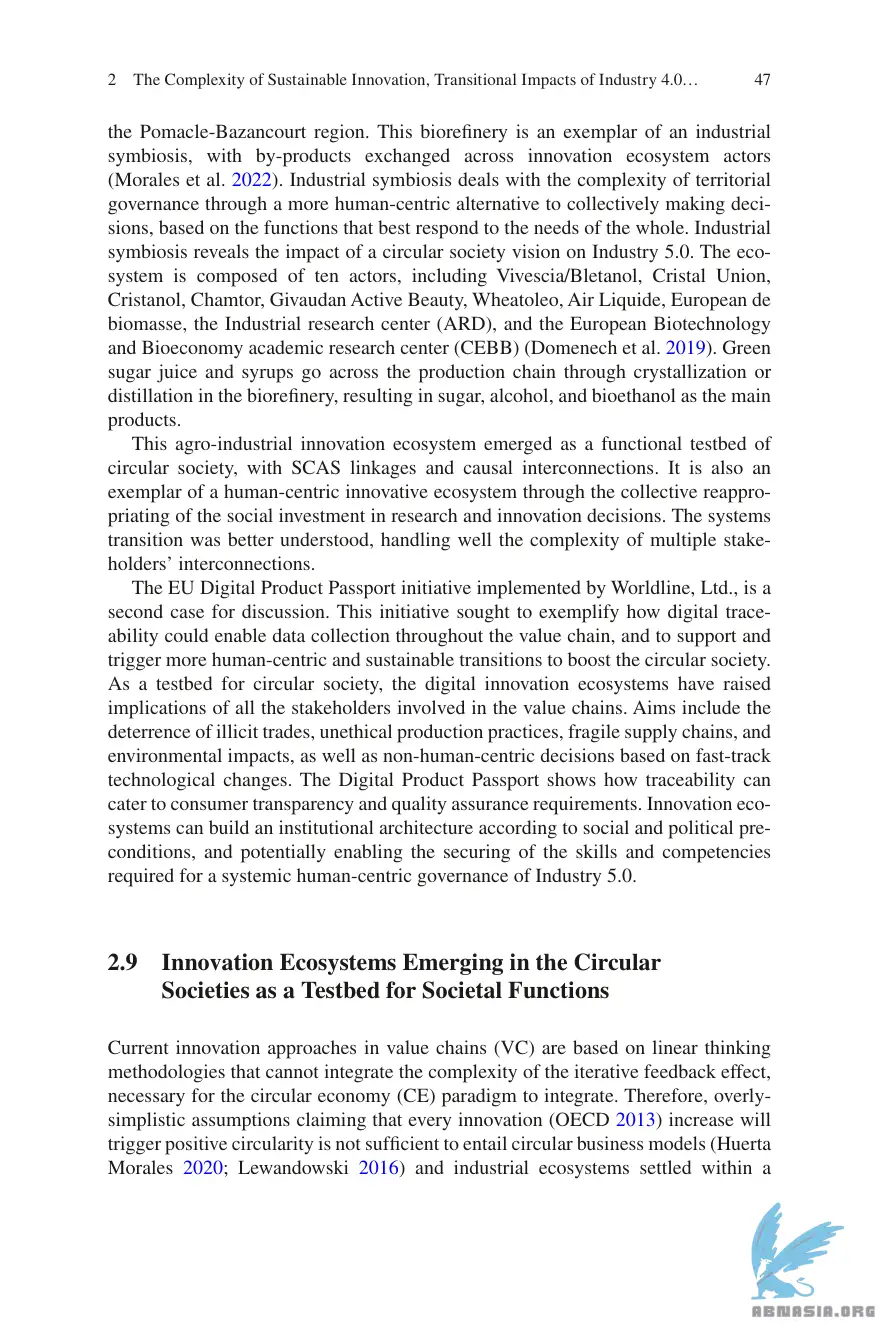 2 The Complexity of Sustainable Innovation, Transitional Impacts of Industry 4.0… 47
the Pomacle-Bazancourt region. This biorefinery is an exemplar of an industrial
symbiosis, with by-products exchanged across innovation ecosystem actors
(Morales et al. 2022). Industrial symbiosis deals with the complexity of territorial
governance through a more human-centric alternative to collectively making deci-
sions, based on the functions that best respond to the needs of the whole. Industrial
symbiosis reveals the impact of a circular society vision on Industry 5.0. The eco-
system is composed of ten actors, including Vivescia/Bletanol, Cristal Union,
Cristanol, Chamtor, Givaudan Active Beauty, Wheatoleo, Air Liquide, European de
biomasse, the Industrial research center (ARD), and the European Biotechnology
and Bioeconomy academic research center (CEBB) (Domenech et al. 2019). Green
sugar juice and syrups go across the production chain through crystallization or
distillation in the biorefinery, resulting in sugar, alcohol, and bioethanol as the main
products.
This agro-industrial innovation ecosystem emerged as a functional testbed of
circular society, with SCAS linkages and causal interconnections. It is also an
exemplar of a human-centric innovative ecosystem through the collective reappro-
priating of the social investment in research and innovation decisions. The systems
transition was better understood, handling well the complexity of multiple stake-
holders' interconnections.
The EU Digital Product Passport initiative implemented by Worldline, Ltd., is a
second case for discussion. This initiative sought to exemplify how digital trace-
ability could enable data collection throughout the value chain, and to support and
trigger more human-centric and sustainable transitions to boost the circular society.
As a testbed for circular society, the digital innovation ecosystems have raised
implications of all the stakeholders involved in the value chains. Aims include the
deterrence of illicit trades, unethical production practices, fragile supply chains, and
environmental impacts, as well as non-human-centric decisions based on fast-track
technological changes. The Digital Product Passport shows how traceability can
cater to consumer transparency and quality assurance requirements. Innovation eco-
systems can build an institutional architecture according to social and political pre-
conditions, and potentially enabling the securing of the skills and competencies
required for a systemic human-centric governance of Industry 5.0.
2.9 Innovation Ecosystems Emerging in the Circular
Societies as a Testbed for Societal Functions
Current innovation approaches in value chains (VC) are based on linear thinking
methodologies that cannot integrate the complexity of the iterative feedback effect,
necessary for the circular economy (CE) paradigm to integrate. Therefore, overly-
simplistic assumptions claiming that every innovation (OECD 2013) increase will
trigger positive circularity is not sufficient to entail circular business models (Huerta
Morales 2020; Lewandowski 2016) and industrial ecosystems settled within a
ABNASIA.ORG